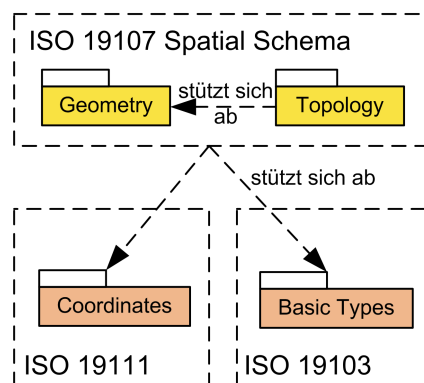 ISO 19107 Spatial Schema
Geometry
stützt sich
ab
Topology
stützt sich ab
Coordinates
ISO 19111
Basic Types
ISO 19103